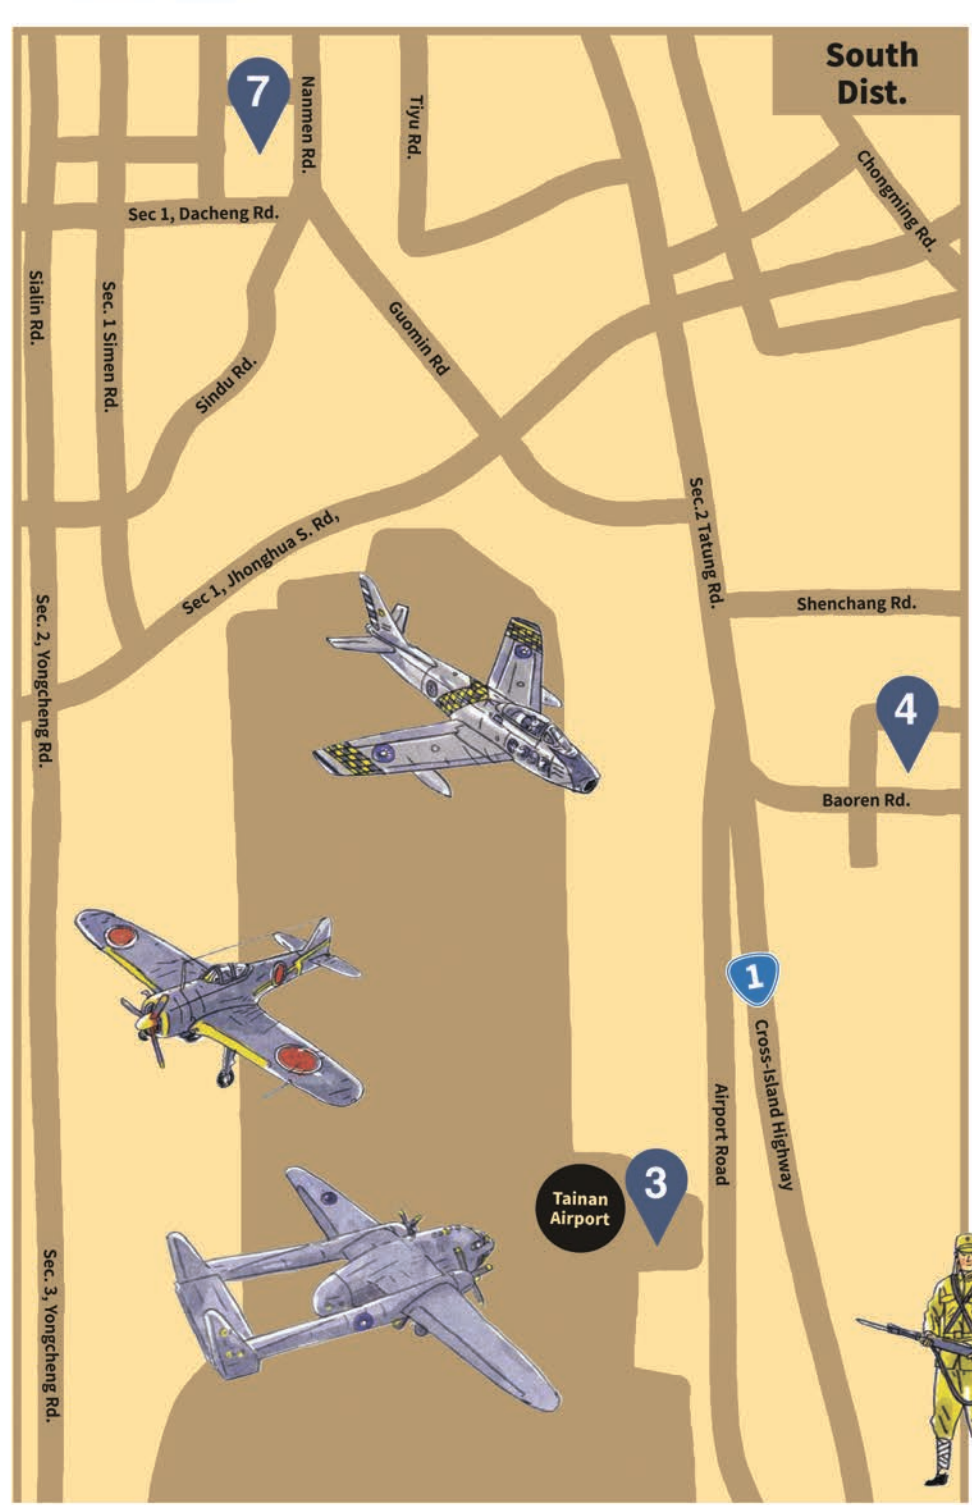 South
Dist.
7
Nanmen Rd.
Tiyu Rd.
Chongming Rd.
Sec 1, Dacheng Rd.
Sialin Rd.
Sec. 1 Simen Rd.
Sindu Rd.
Guomin Rd
Sec.2 Tatung Rd.
Sec 1, Jhonghua S. Rd,
Shenchang Rd.
Sec. 2, Yongcheng Rd.
4
Baoren Rd.
1
Cross-Island Highway
Airport Road
3
Tainan
Airport
Sec. 3, Yongcheng Rd.